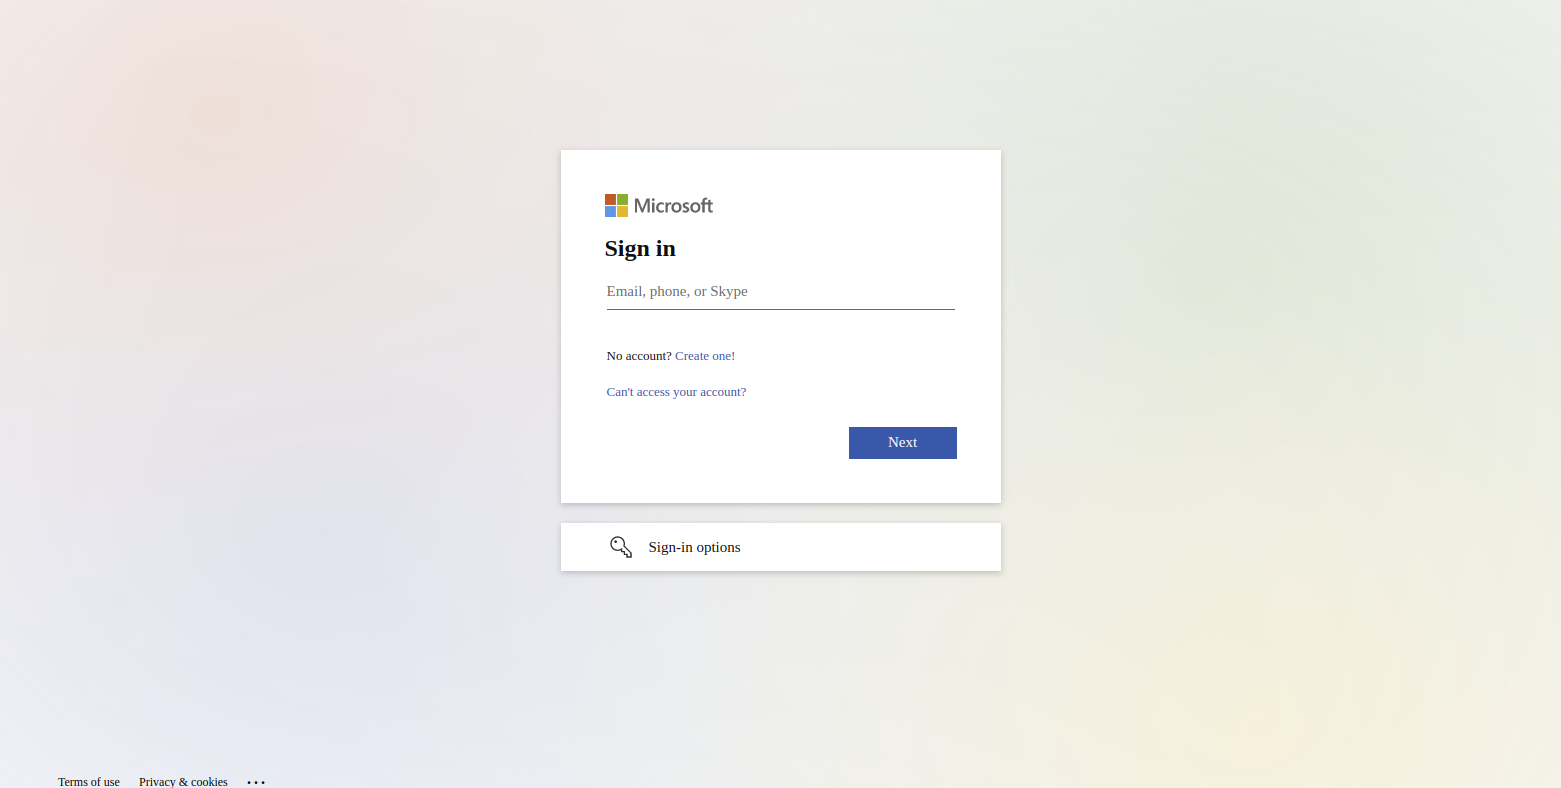 Microsoft
Sign in
Email, phone, or Skype
No account? Create one!
Can't access your account?
Next
Sign-in options
Terms of use Privacy & cookies ...